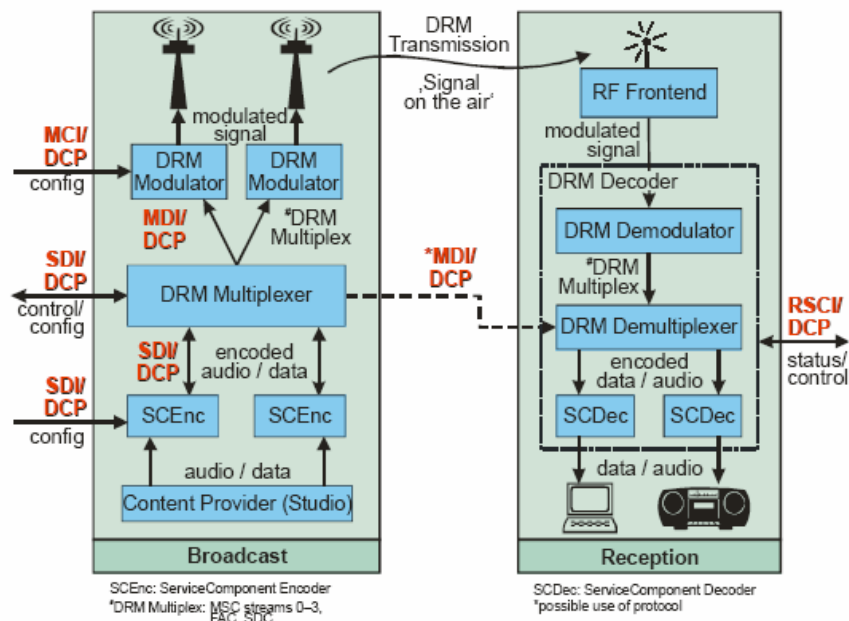 DRM
Transmission
‚Signal
on the air‘
modulated
signal
MCI/
DCP
config
DRM
Modulator
DRM
Modulator
MDI/
DCP
#DRM
Multiplex
SDI/
DCP
control/
config
DRM Multiplexer
SDI/
DCP
encoded
audio / data
SDI/
DCP
config
SCEnc
SCEnc
audio / data
Content Provider (Studio)
Broadcast
SCEnc: ServiceComponent Encoder
#DRM Multiplex: MSC streams 0–3,
FAC, SDC
*MDI/
DCP
RF Frontend
modulated
signal
DRM Decoder
DRM Demodulator
#DRM
Multiplex
DRM Demultiplexer
encoded
data / audio
SCDec
SCDec
data / audio
RSCI/
DCP
status/
control
Reception
SCDec: ServiceComponent Decoder
*possible use of protocol